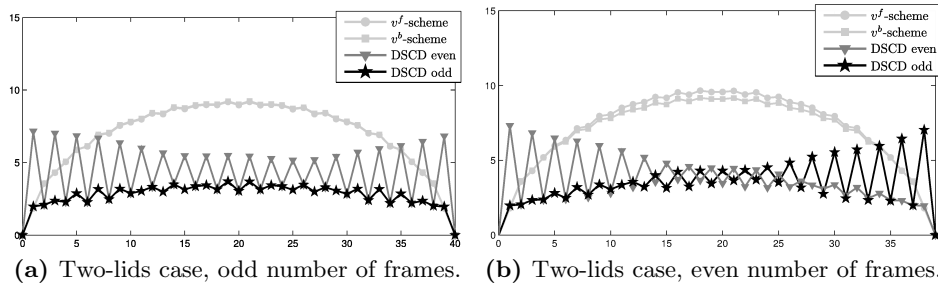 15
10
5
0
0 5 10 15 20 25 30 35 40
v^f-scheme
v^b-scheme
DSCD even
DSCD odd
(a) Two-lids case, odd number of frames.
15
10
5
0
0 5 10 15 20 25 30 35
v^f-scheme
v^b-scheme
DSCD even
DSCD odd
(b) Two-lids case, even number of frames.